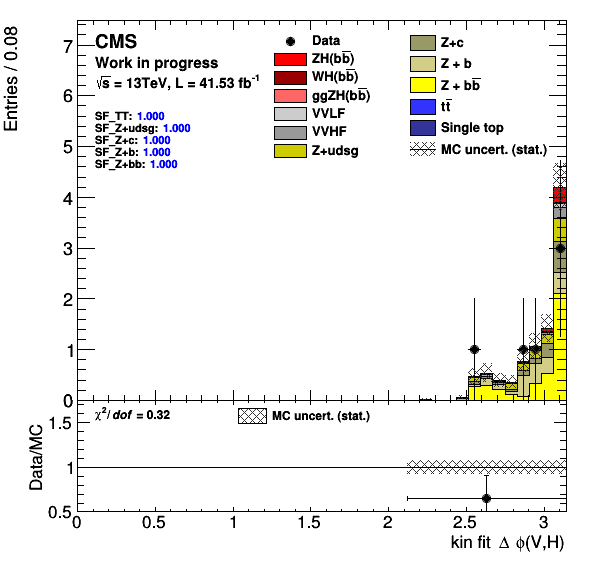 Entries / 0.08
CMS
Work in progress
√s = 13TeV, L = 41.53 fb⁻¹
SF_TT: 1.000
SF_Z+udsg: 1.000
SF_Z+c: 1.000
SF_Z+b: 1.000
SF_Z+bb: 1.000
Data
ZH(bb̅)
WH(bb̅)
ggZH(bb̅)
VVLF
VVHF
Z+udsg
Z+c
Z + b
Z + bb̅
tt̅
Single top
MC uncert. (stat.)
7
6
5
4
3
2
1
0
χ²/dof = 0.32
MC uncert. (stat.)
Data/MC
1.5
1
0.5
0 0.5 1 1.5 2 2.5 3
kin fit Δ ϕ(V,H)